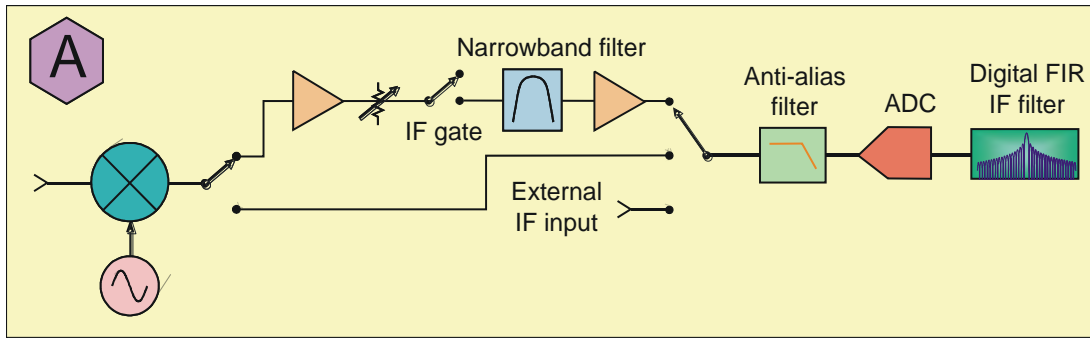 A
Narrowband filter
IF gate
External
IF input
Anti-alias
filter
ADC
Digital FIR
IF filter